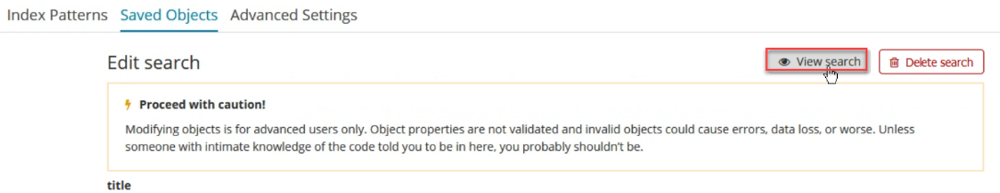 Index Patterns Saved Objects Advanced Settings
Edit search View search Delete search
Proceed with caution!
Modifying objects is for advanced users only. Object properties are not validated and invalid objects could cause errors, data loss, or worse. Unless
someone with intimate knowledge of the code told you to be in here, you probably shouldn't be.
title